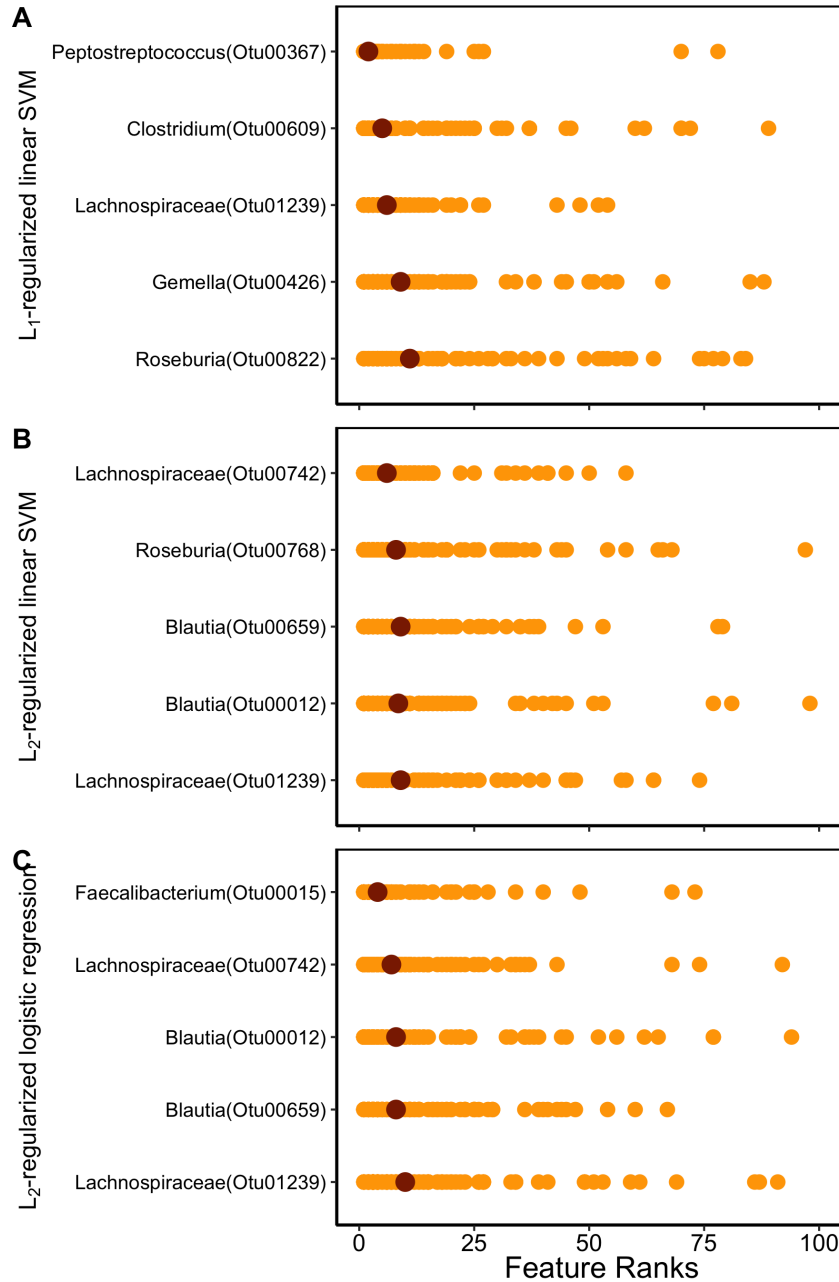 A
L₁-regularized linear SVM
Peptostreptococcus(Otu00367)
Clostridium(Otu00609)
Lachnospiraceae(Otu01239)
Gemella(Otu00426)
Roseburia(Otu00822)
B
L₂-regularized linear SVM
Lachnospiraceae(Otu00742)
Roseburia(Otu00768)
Blautia(Otu00659)
Blautia(Otu00012)
Lachnospiraceae(Otu01239)
C
L₂-regularized logistic regression
Faecalibacterium(Otu00015)
Lachnospiraceae(Otu00742)
Blautia(Otu00012)
Blautia(Otu00659)
Lachnospiraceae(Otu01239)
0 25 50 75 100
Feature Ranks